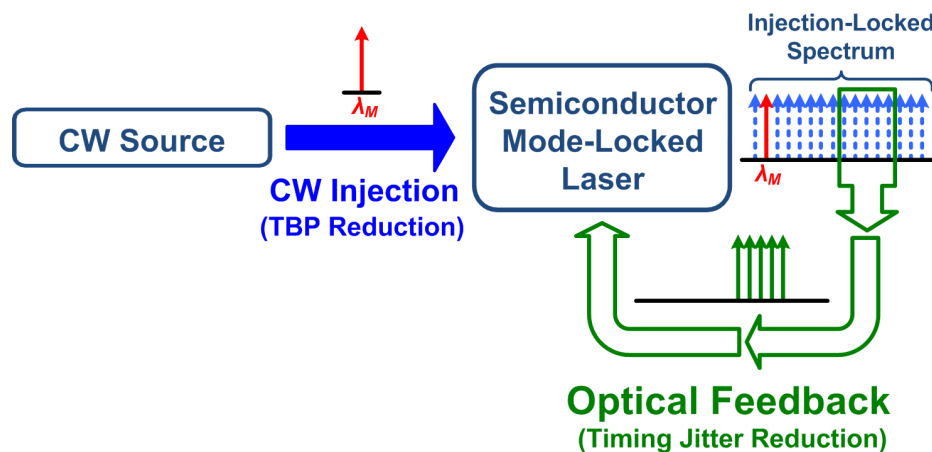 CW Source
λM
CW Injection
(TBP Reduction)
Semiconductor
Mode-Locked
Laser
Injection-Locked
Spectrum
λM
Optical Feedback
(Timing Jitter Reduction)